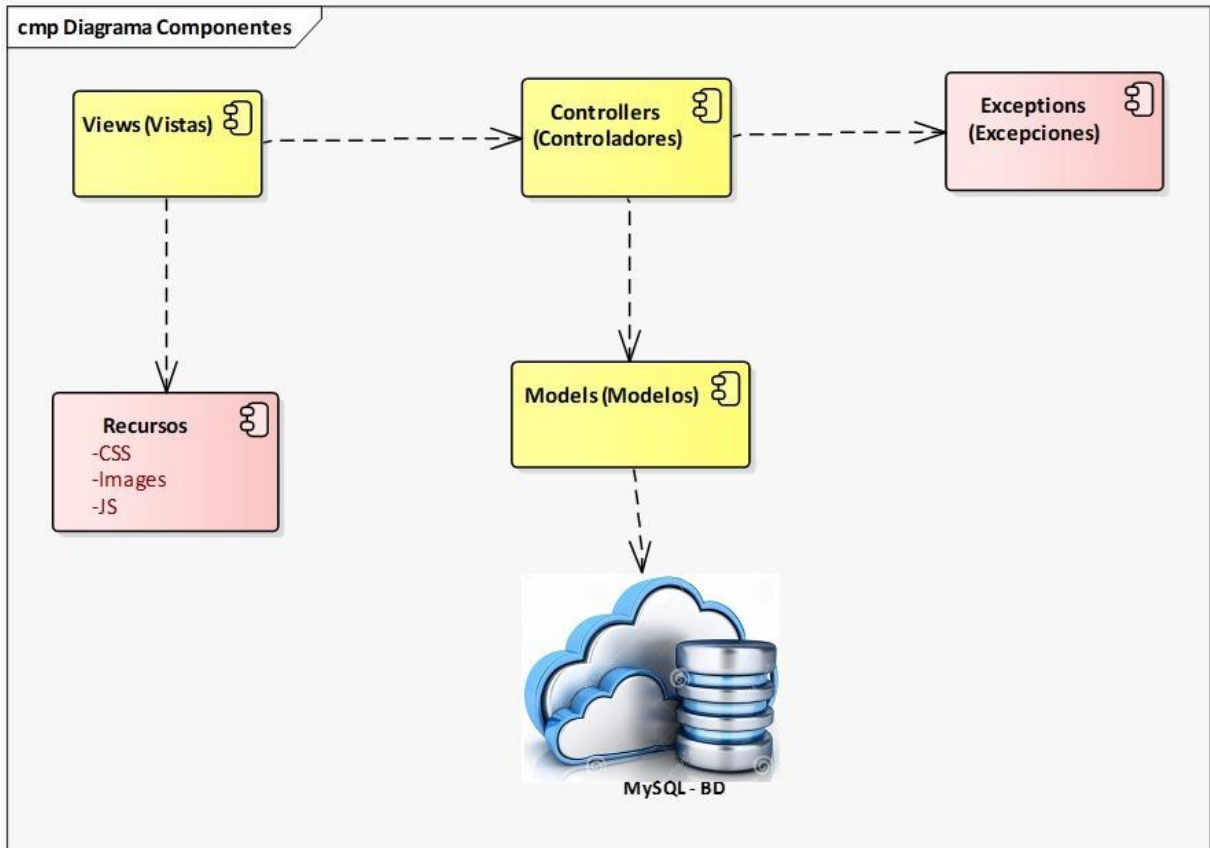 cmp Diagrama Componentes
Views (Vistas)
Controllers
(Controladores)
Exceptions
(Excepciones)
Recursos
-CSS
-Images
-JS
Models (Modelos)
MySQL - BD